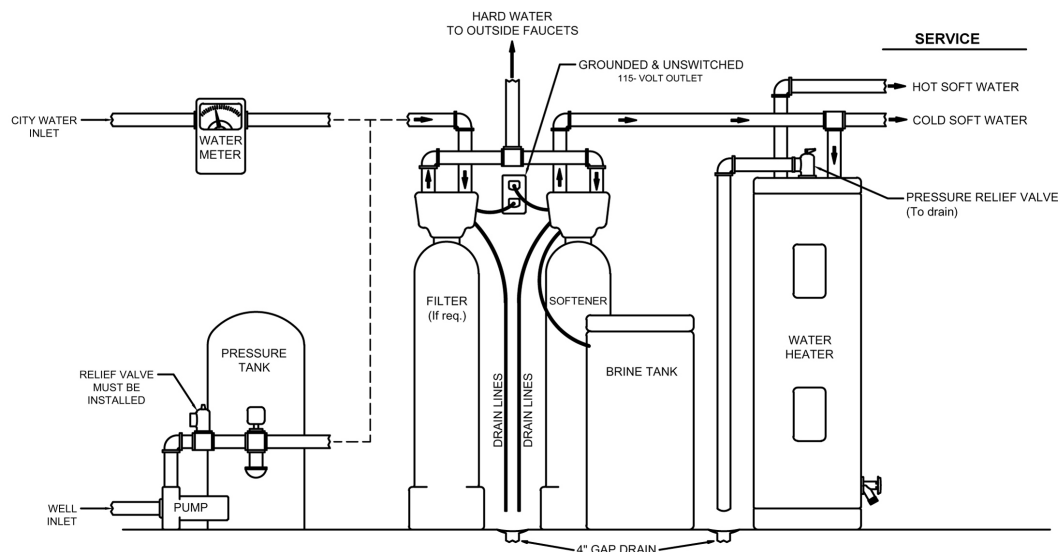 HARD WATER
TO OUTSIDE FAUCETS
SERVICE
GROUNDED & UNSWITCHED
115- VOLT OUTLET
HOT SOFT WATER
CITY WATER
INLET
WATER
METER
COLD SOFT WATER
PRESSURE RELIEF VALVE
(To drain)
FILTER
(If req.)
SOFTENER
WATER
HEATER
PRESSURE
TANK
RELIEF VALVE
MUST BE
INSTALLED
BRINE TANK
DRAIN LINES
DRAIN LINES
WELL
INLET
PUMP
4" GAP DRAIN